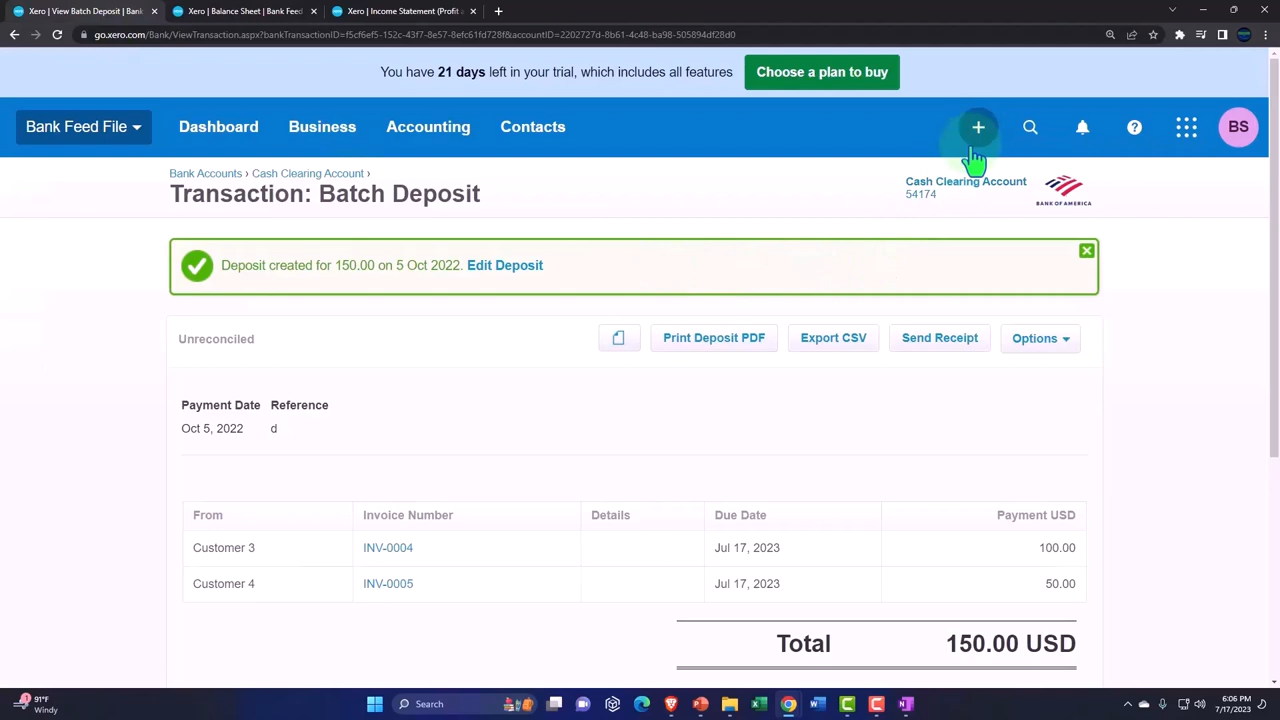 Xero | View Deposit | Bank
Xero | Balance Sheet | Bank Feed
Xero | Income Statement (Profit a
go.xero.com/Bank/ViewTransaction.aspx?bankTransactionID=f5cf6ef5-152c-43f7-8e57-8efc61fd728f&accountID=2202727d-8b61-4c48-ba98-505894df28d0
You have 21 days left in your trial, which includes all features
Choose a plan to buy
Bank Feed File
Dashboard
Business
Accounting
Contacts
BS
Bank Accounts › Cash Clearing Account ›
Transaction: Batch Deposit
Cash Clearing Account
54174
BANK OF AMERICA
Deposit created for 150.00 on 5 Oct 2022. Edit Deposit
Unreconciled
Print Deposit PDF
Export CSV
Send Receipt
Options
Payment Date Reference
Oct 5, 2022 d
From Invoice Number Details Due Date Payment USD
Customer 3 INV-0004 Jul 17, 2023 100.00
Customer 4 INV-0005 Jul 17, 2023 50.00
Total 150.00 USD
91°F
Windy
Search
6:06 PM
7/17/2023